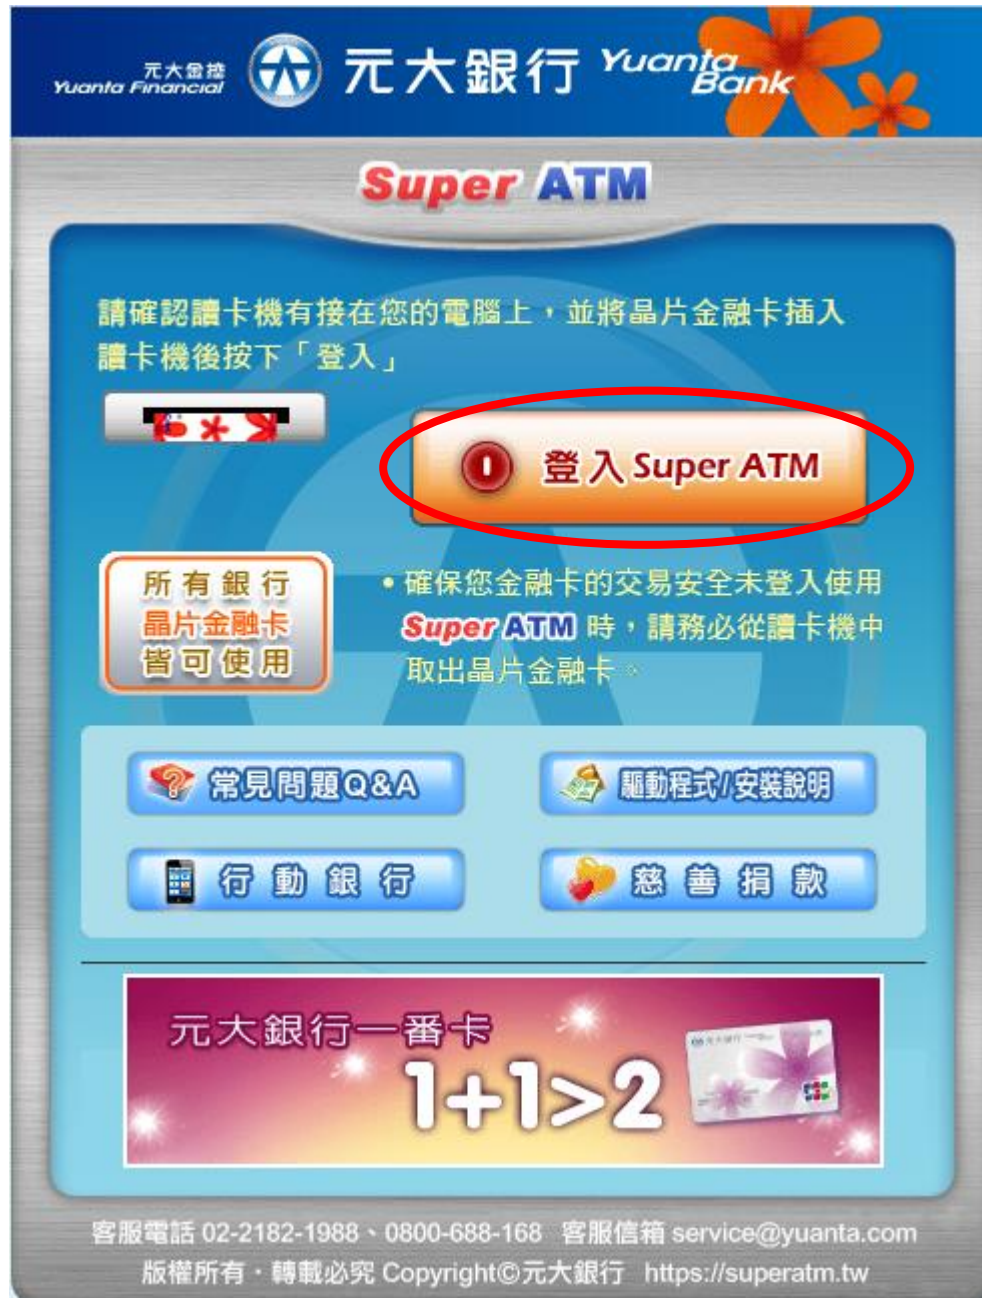 元大金控
Yuanta Financial
元大銀行 Yuanta Bank
Super ATM
請確認讀卡機有接在您的電腦上，並將晶片金融卡插入
讀卡機後按下「登入」
登入 Super ATM
所有銀行
晶片金融卡
皆可使用
•確保您金融卡的交易安全未登入使用
Super ATM 時，請務必從讀卡機中
取出晶片金融卡。
常見問題Q&A
驅動程式/安裝說明
行動銀行
慈善捐款
元大銀行一番卡
1+1>2
元大銀行
JCB
客服電話 02-2182-1988、0800-688-168 客服信箱 service@yuanta.com
版權所有・轉載必究 Copyright©元大銀行 https://superatm.tw